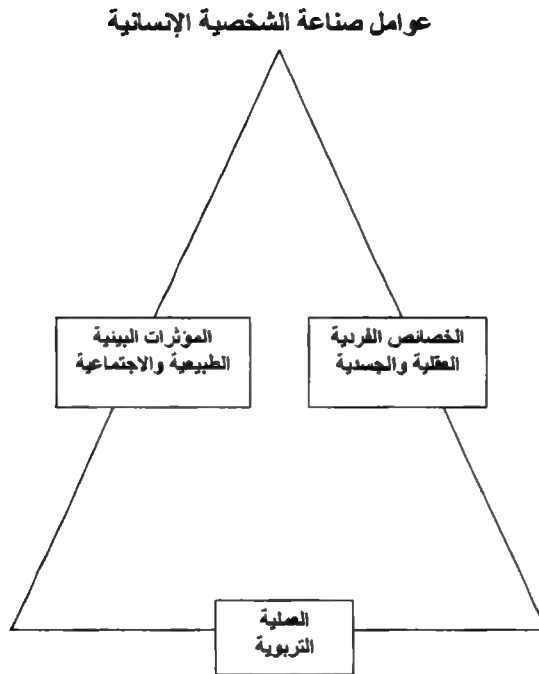 عوامل صناعة الشخصية الإنسانية
الخصائص الفردية
العقلية والجسدية
المؤثرات البيئية
الطبيعية والاجتماعية
العملية
التربوية